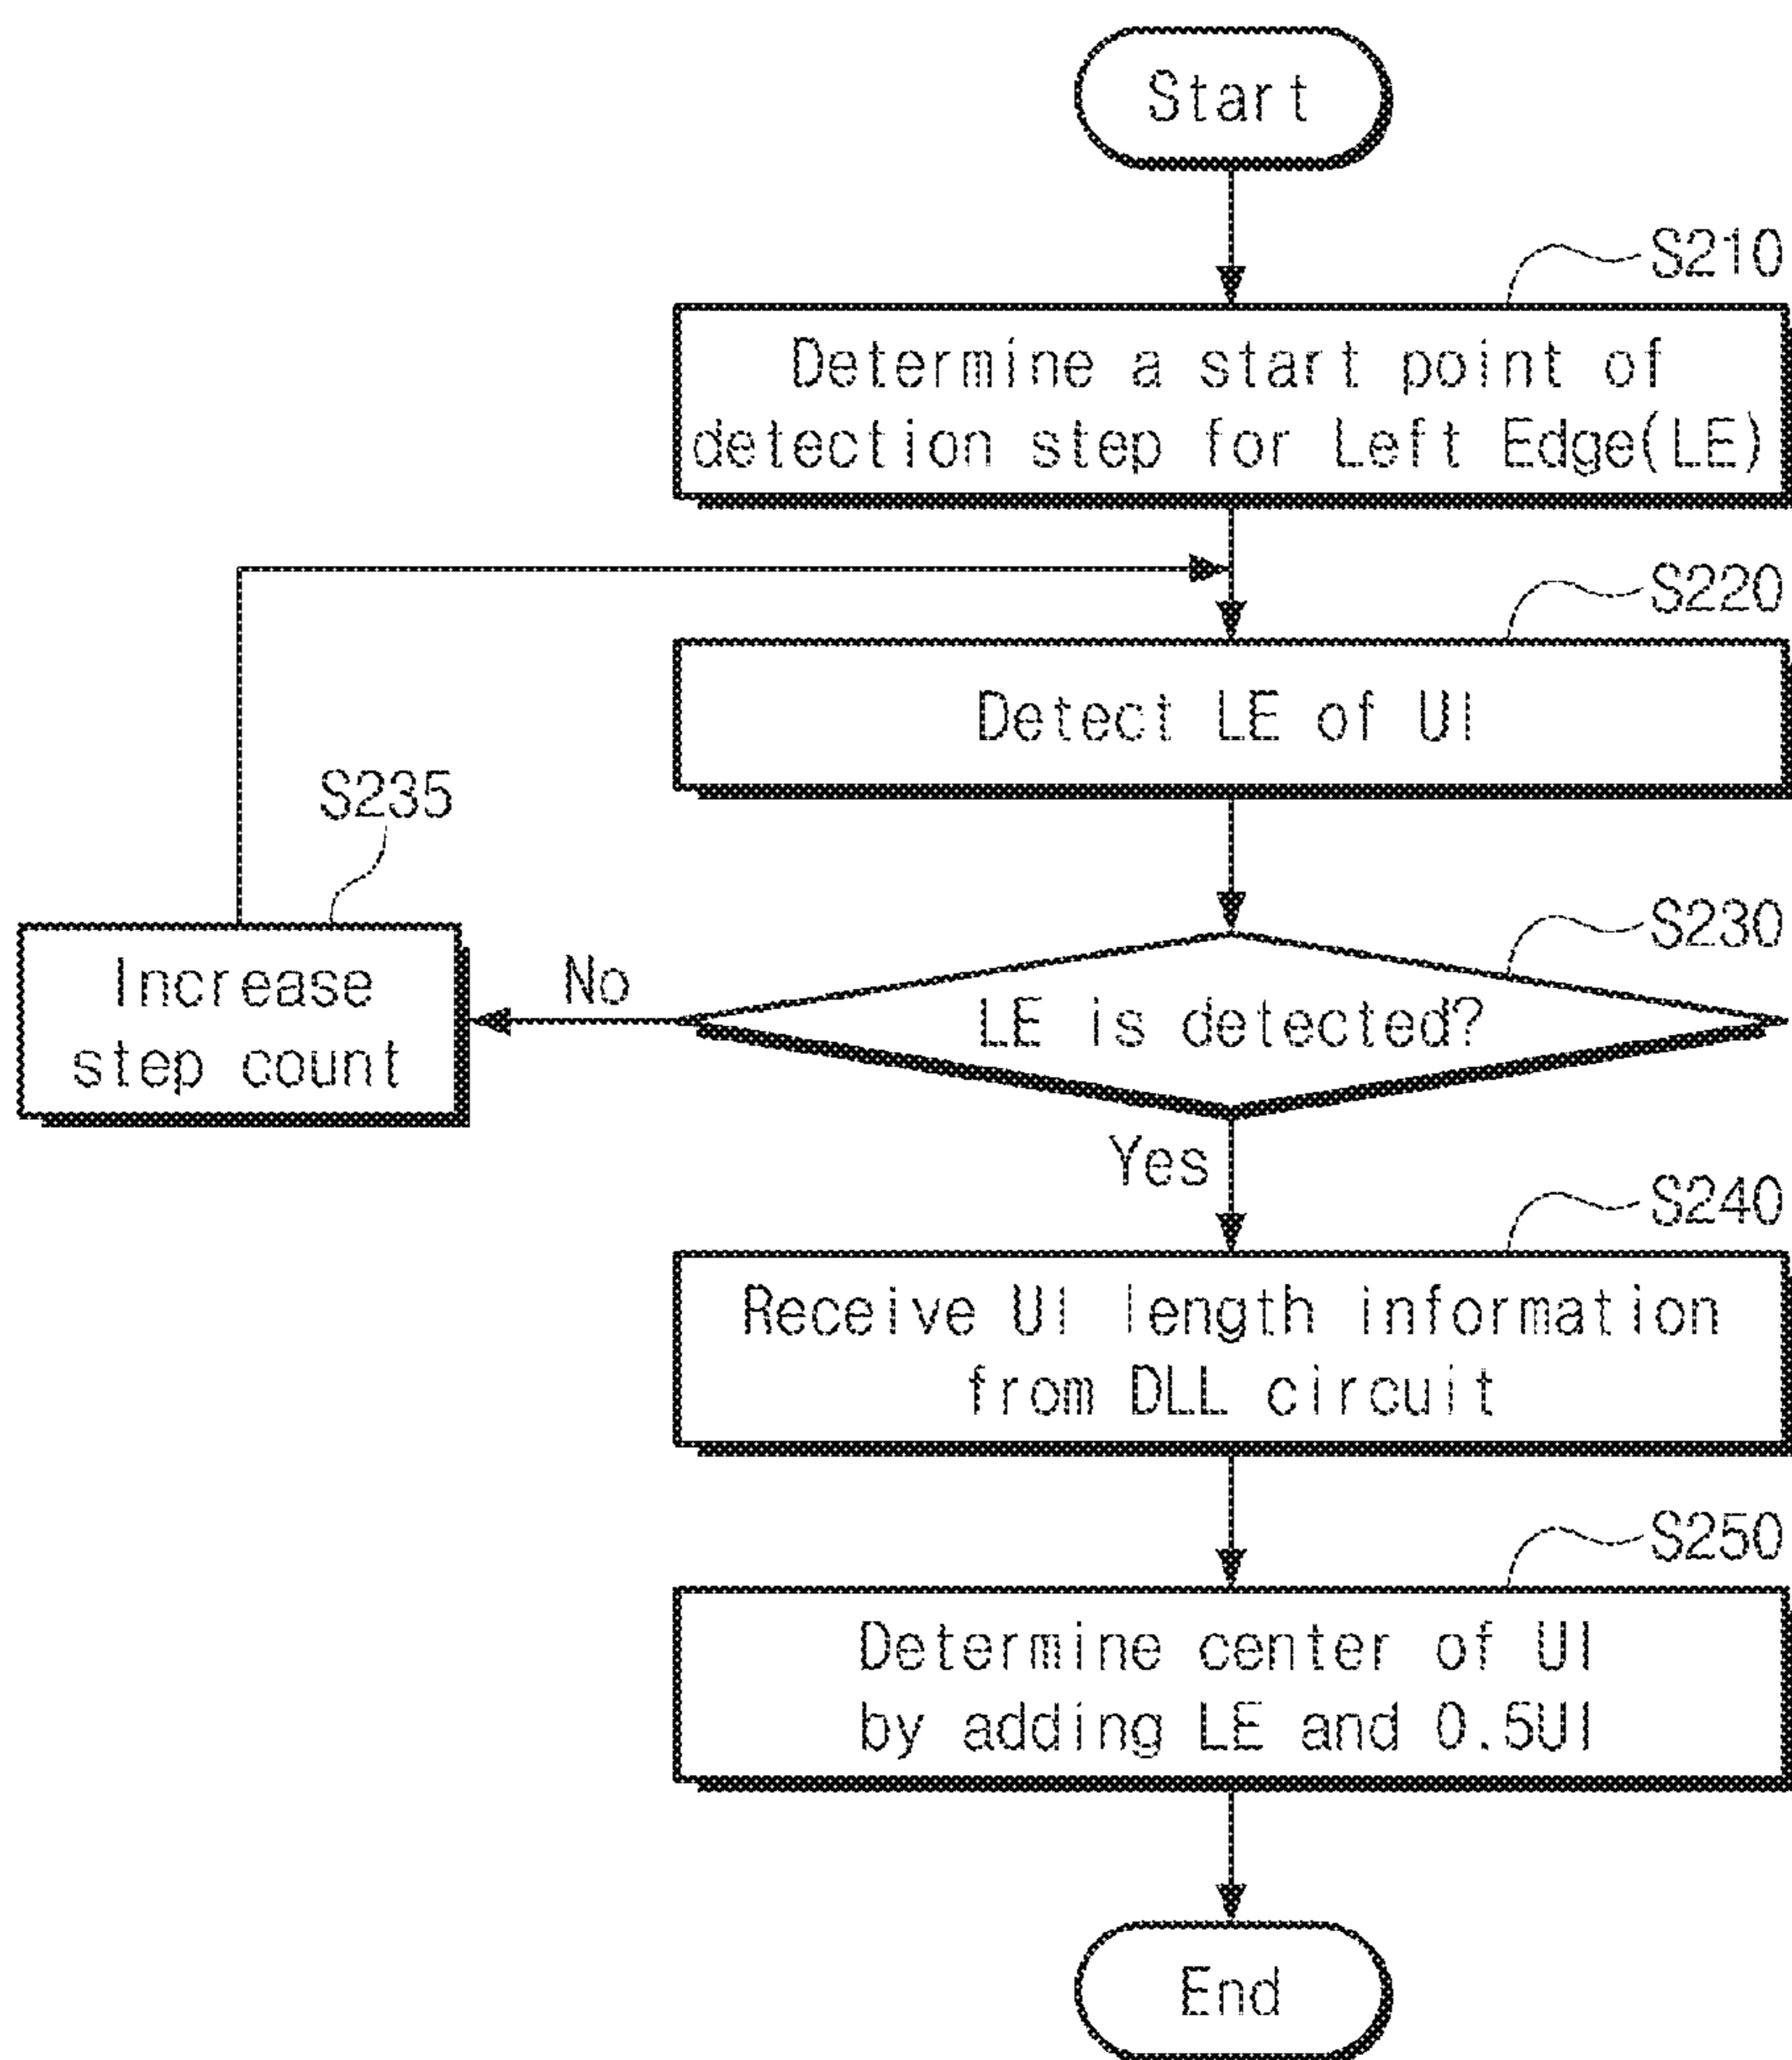 Start
S210
Determine a start point of
detection step for Left Edge(LE)
S220
Detect LE of UI
S235
Increase
step count
No
S230
LE is detected?
Yes
S240
Receive UI length information
from DLL circuit
S250
Determine center of UI
by adding LE and 0.5UI
End